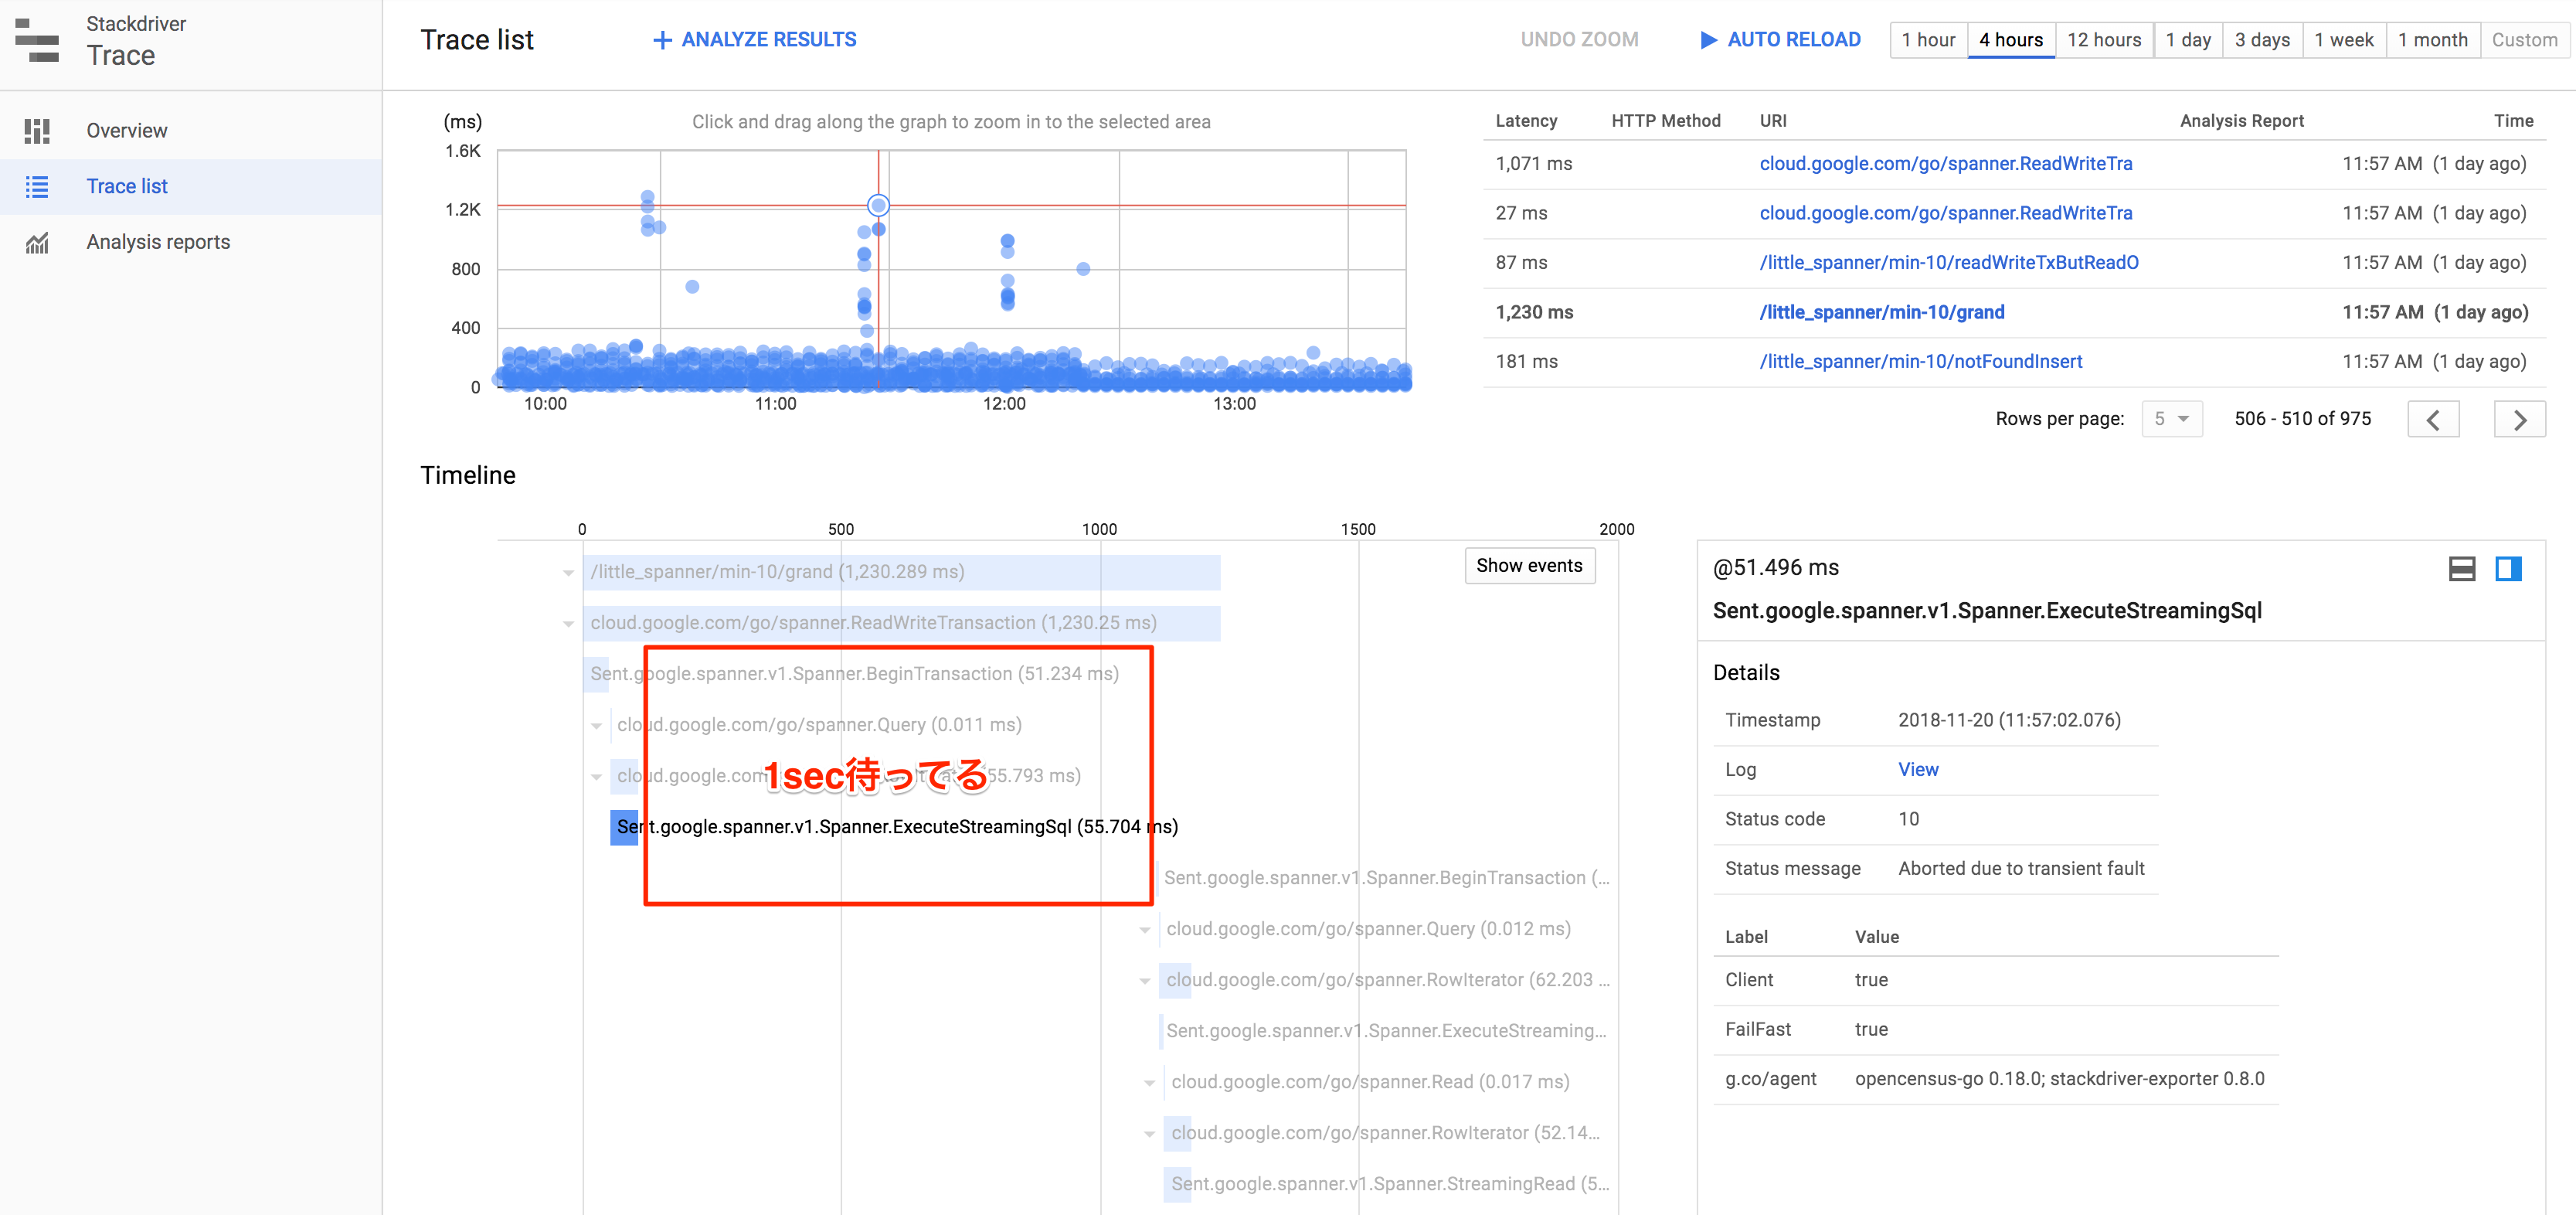 Stackdriver
Trace
Overview
Trace list
Analysis reports
Trace list
ANALYZE RESULTS
UNDO ZOOM
AUTO RELOAD
1 hour
4 hours
12 hours
1 day
3 days
1 week
1 month
Custom
(ms)
Click and drag along the graph to zoom in to the selected area
1.6K
1.2K
800
400
0
10:00
11:00
12:00
13:00
Latency HTTP Method URI Analysis Report Time
1,071 ms cloud.google.com/go/spanner.ReadWriteTra 11:57 AM (1 day ago)
27 ms cloud.google.com/go/spanner.ReadWriteTra 11:57 AM (1 day ago)
87 ms /little_spanner/min-10/readWriteTxButReadO 11:57 AM (1 day ago)
1,230 ms /little_spanner/min-10/grand 11:57 AM (1 day ago)
181 ms /little_spanner/min-10/notFoundInsert 11:57 AM (1 day ago)
Rows per page: 5 506 - 510 of 975
Timeline
0 500 1000 1500 2000
Show events
/little_spanner/min-10/grand (1,230.289 ms)
cloud.google.com/go/spanner.ReadWriteTransaction (1,230.25 ms)
Sent.google.spanner.v1.Spanner.BeginTransaction (51.234 ms)
cloud.google.com/go/spanner.Query (0.011 ms)
cloud.google.com 55.793 ms)
1sec待ってる
Sent.google.spanner.v1.Spanner.ExecuteStreamingSql (55.704 ms)
Sent.google.spanner.v1.Spanner.BeginTransaction (...
cloud.google.com/go/spanner.Query (0.012 ms)
cloud.google.com/go/spanner.RowIterator (62.203 ...
Sent.google.spanner.v1.Spanner.ExecuteStreaming...
cloud.google.com/go/spanner.Read (0.017 ms)
cloud.google.com/go/spanner.RowIterator (52.14...
Sent.google.spanner.v1.Spanner.StreamingRead (5...
@51.496 ms
Sent.google.spanner.v1.Spanner.ExecuteStreamingSql
Details
Timestamp 2018-11-20 (11:57:02.076)
Log View
Status code 10
Status message Aborted due to transient fault
Label Value
Client true
FailFast true
g.co/agent opencensus-go 0.18.0; stackdriver-exporter 0.8.0